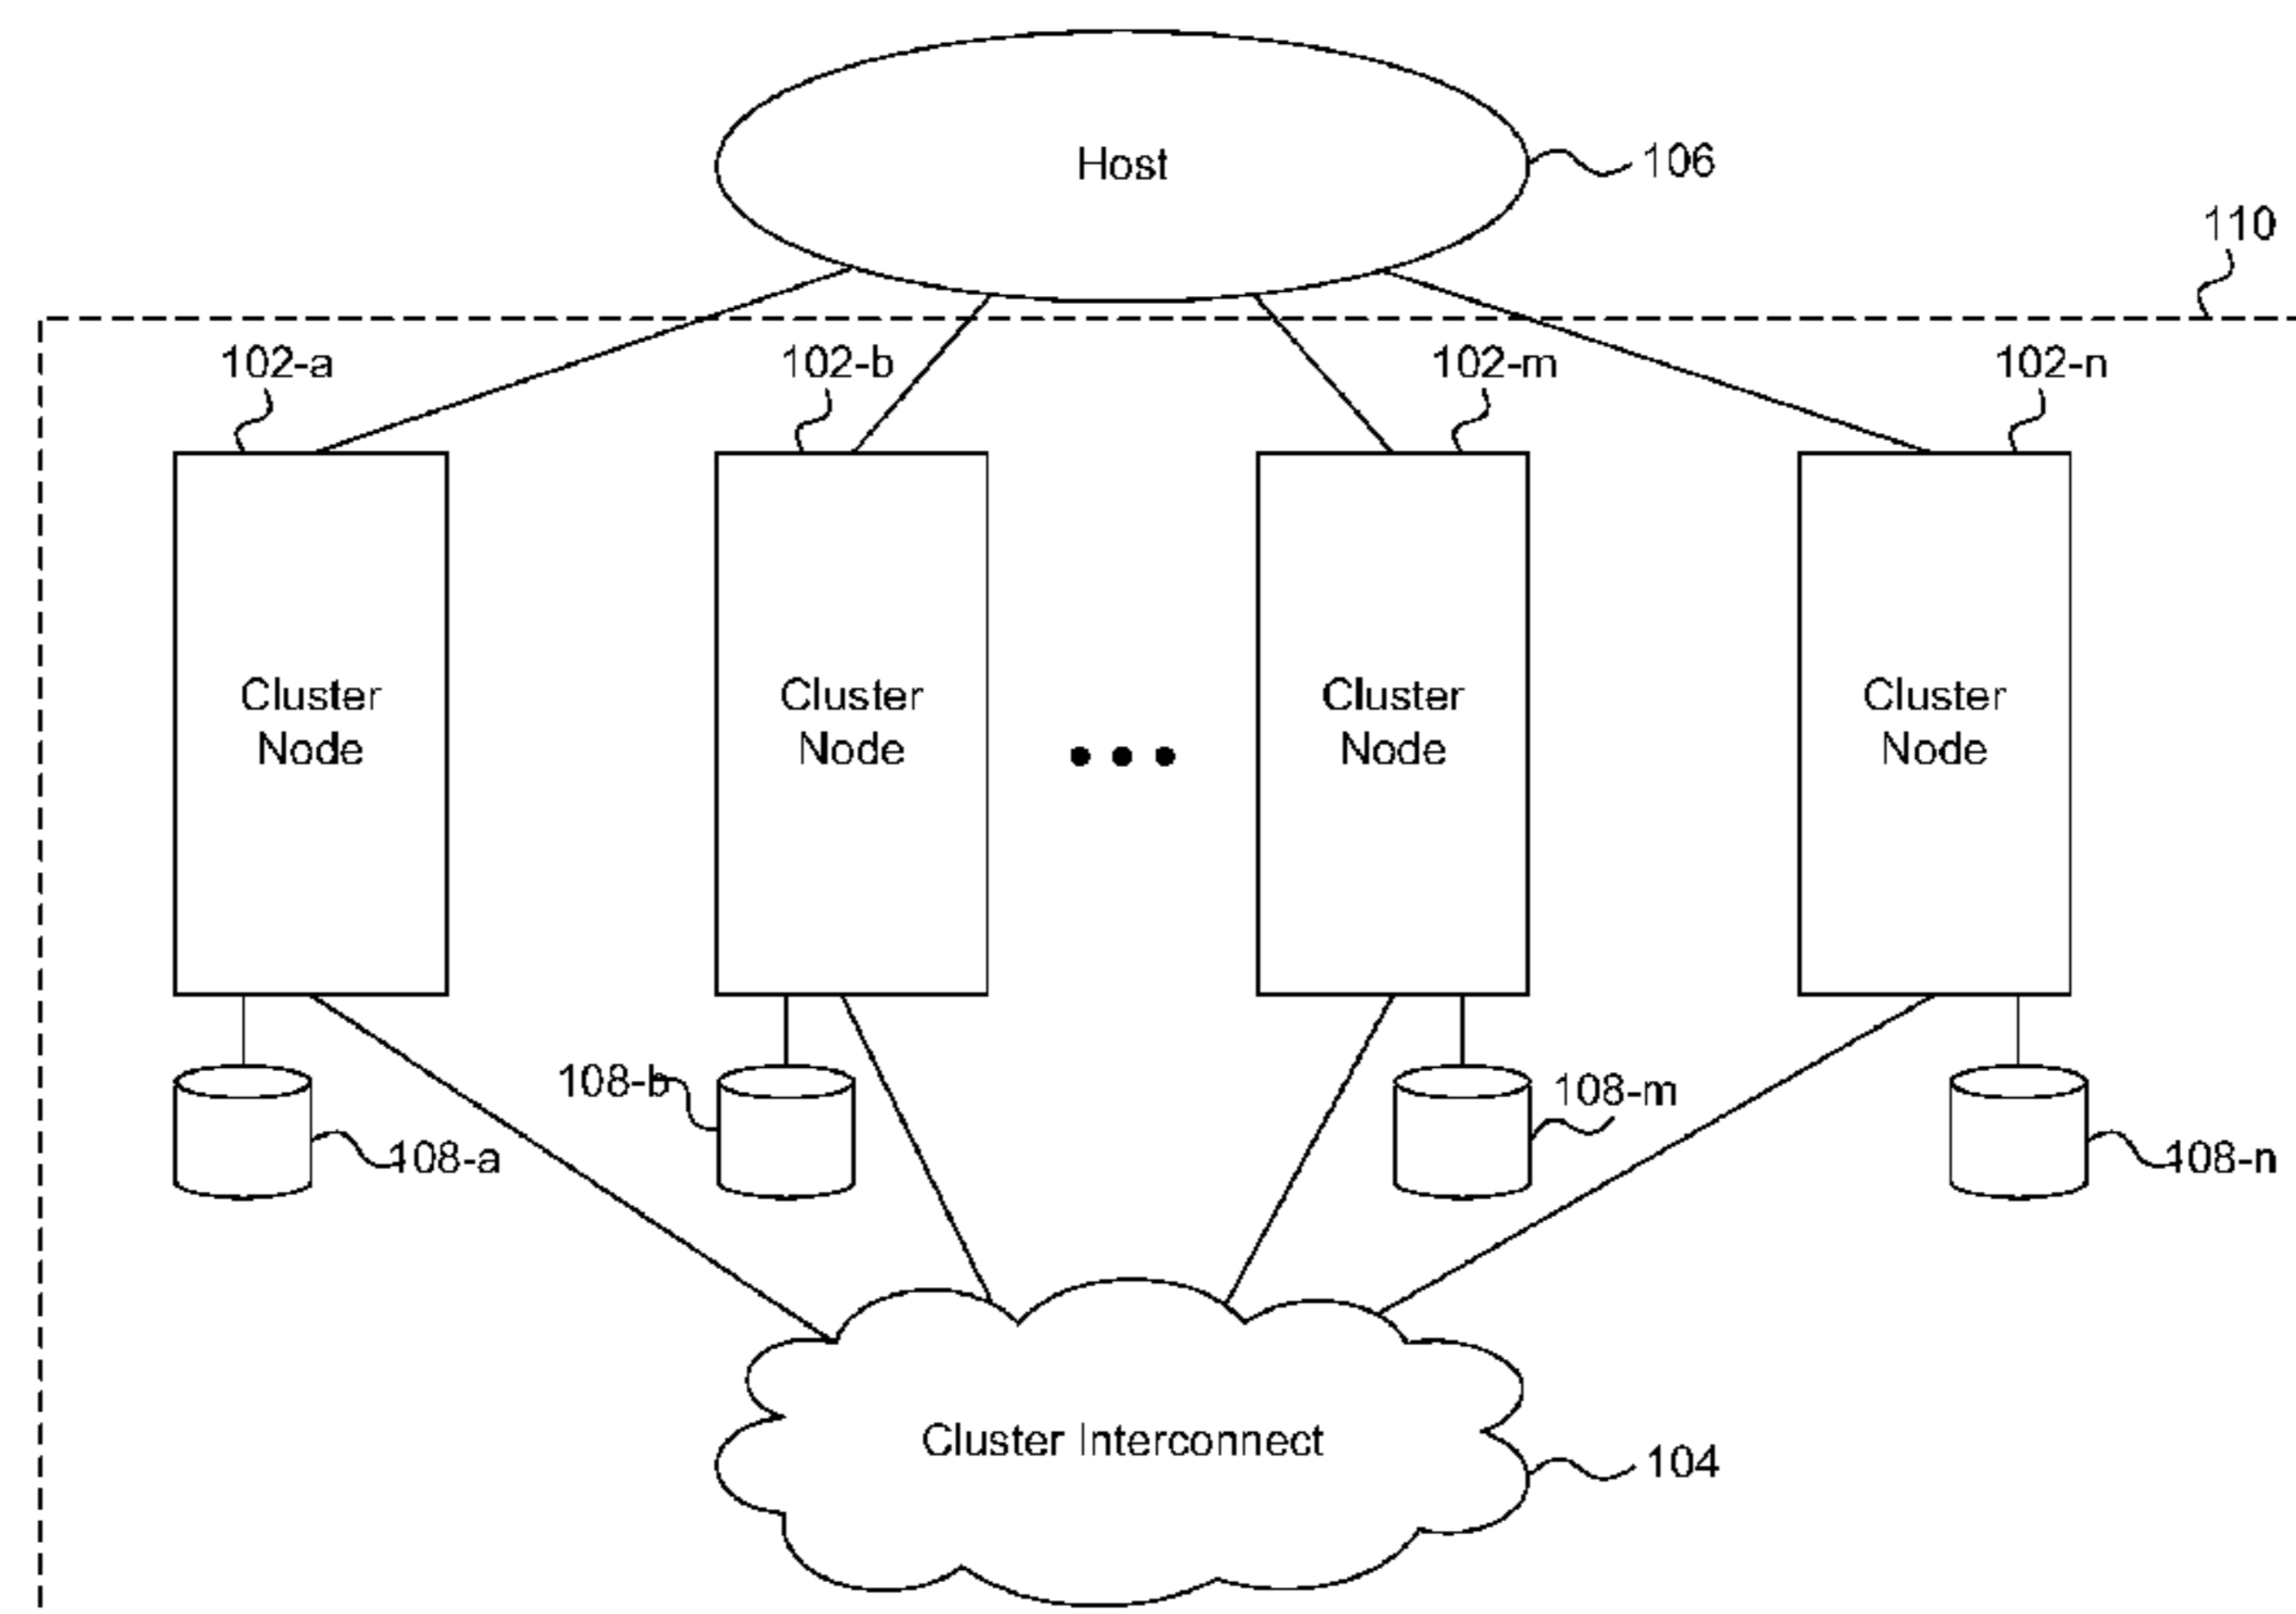 Host
106
110
102-a
102-b
102-m
102-n
Cluster
Node
Cluster
Node
Cluster
Node
Cluster
Node
108-a
108-b
108-m
108-n
Cluster Interconnect
104